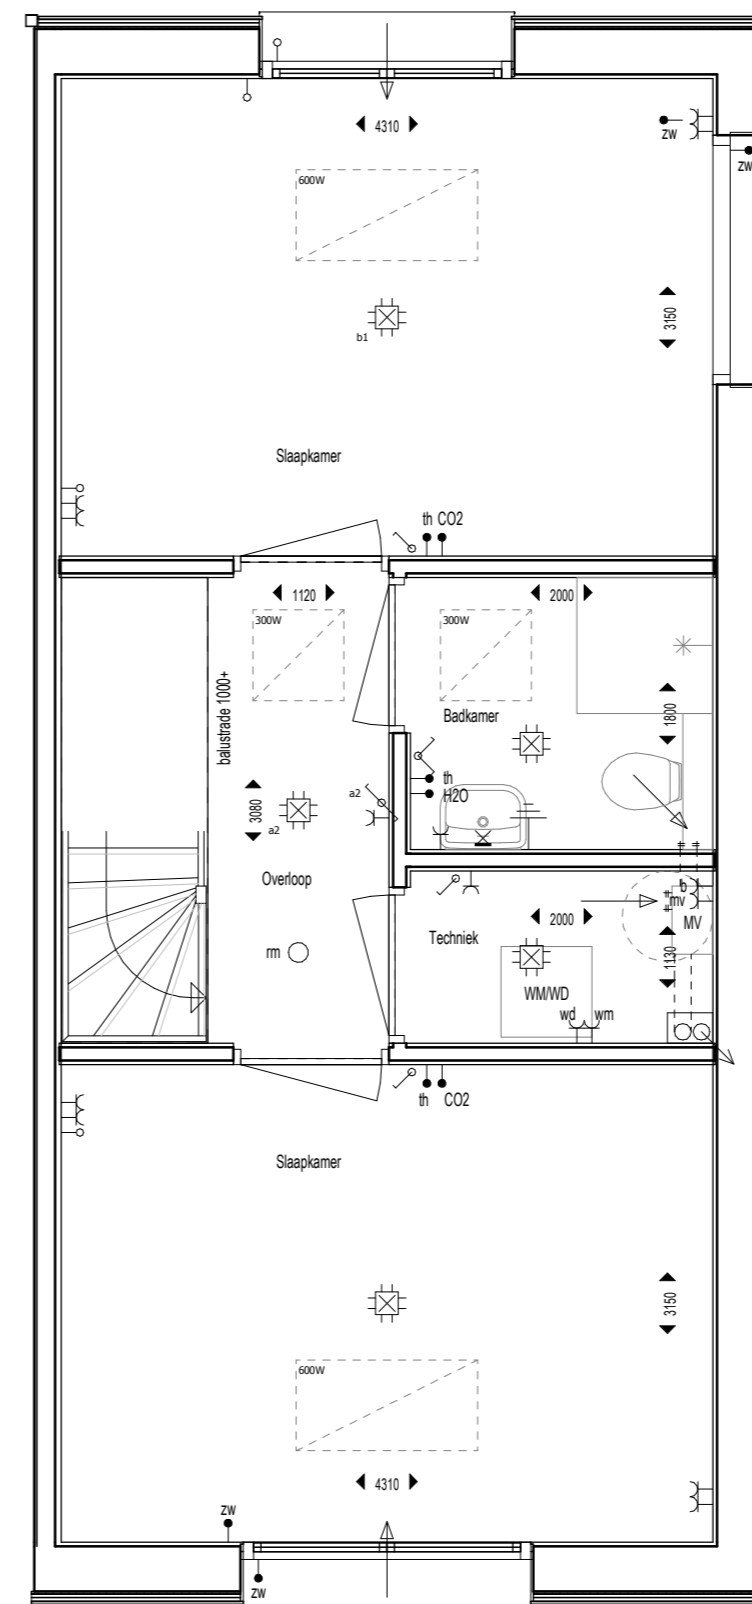 4310
zw
zw
600W
3150
b1
Slaapkamer
th CO2
1120
2000
300W
300W
balustrade 1000+
Badkamer
1800
th
H2O
3080
a2
a2
Overloop
b
mv
MV
Techniek
2000
1130
rm
WM/WD
wd
wm
th
CO2
Slaapkamer
3150
600W
4310
zw
zw